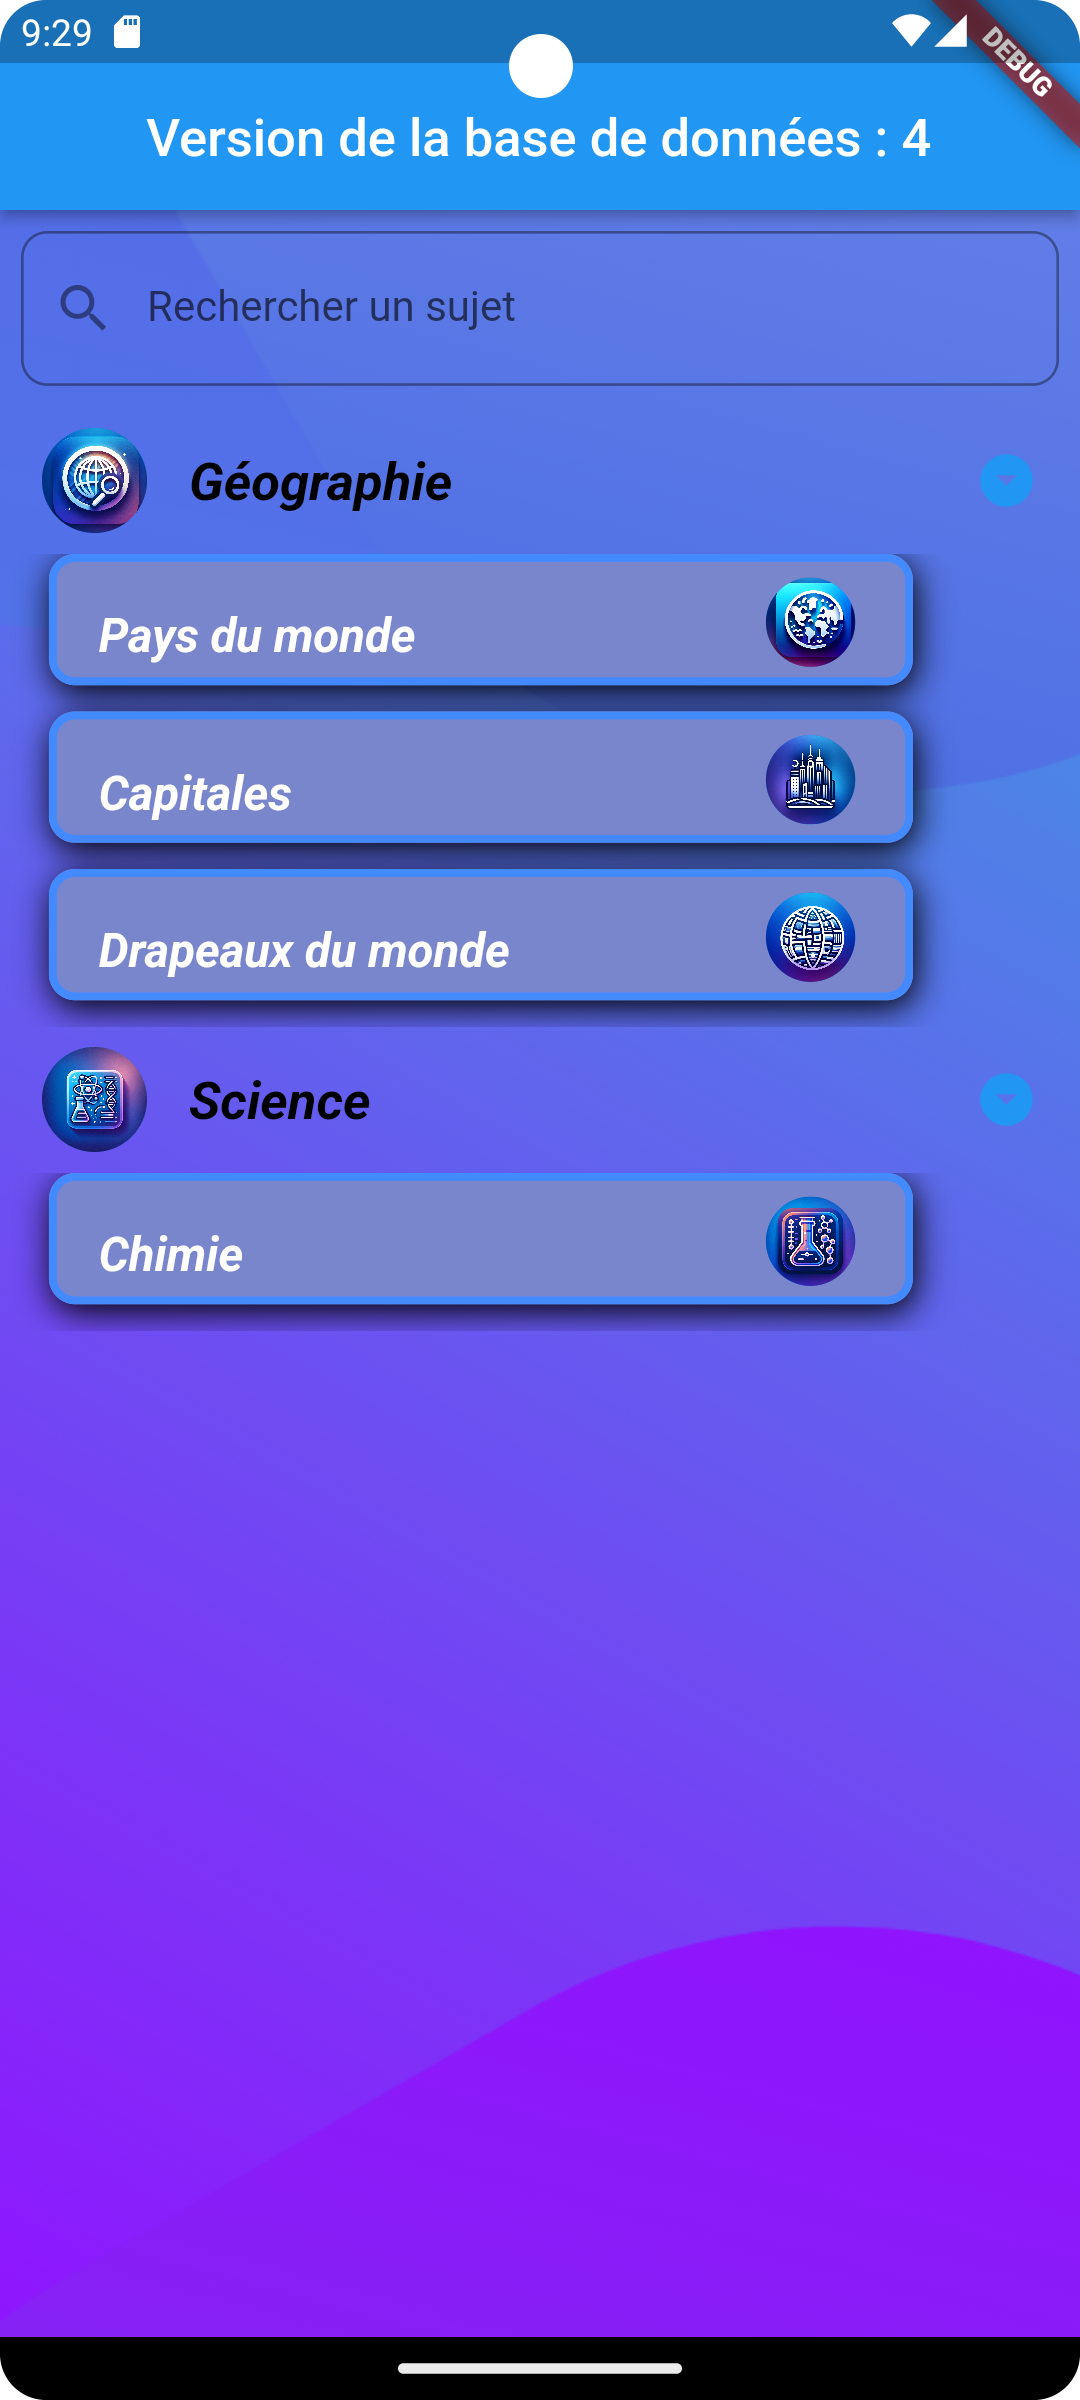 9:29
DEBUG
Version de la base de données : 4
Rechercher un sujet
Géographie
Pays du monde
Capitales
Drapeaux du monde
Science
Chimie